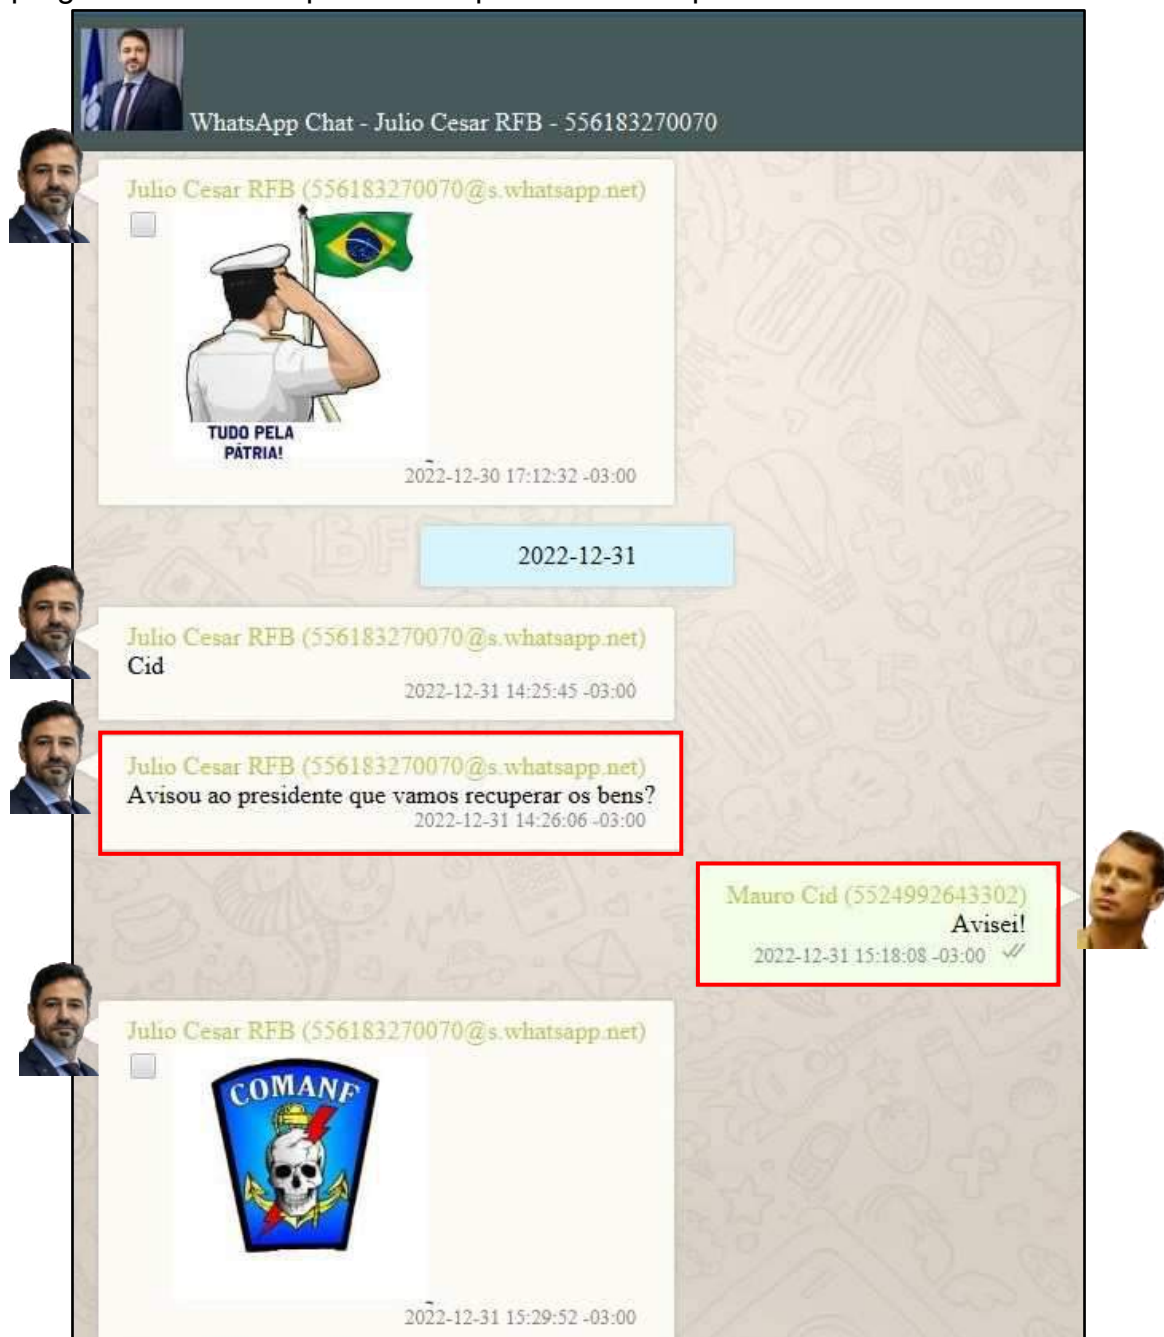 WhatsApp Chat - Julio Cesar RFB - 556183270070
Julio Cesar RFB (556183270070@s.whatsapp.net)
TUDO PELA
PÁTRIA!
2022-12-30 17:12:32 -03:00
2022-12-31
Julio Cesar RFB (556183270070@s.whatsapp.net)
Cid
2022-12-31 14:25:45 -03:00
Julio Cesar RFB (556183270070@s.whatsapp.net)
Avisou ao presidente que vamos recuperar os bens?
2022-12-31 14:26:06 -03:00
Mauro Cid (5524992643302)
Avisei!
2022-12-31 15:18:08 -03:00
Julio Cesar RFB (556183270070@s.whatsapp.net)
COMANF
2022-12-31 15:29:52 -03:00